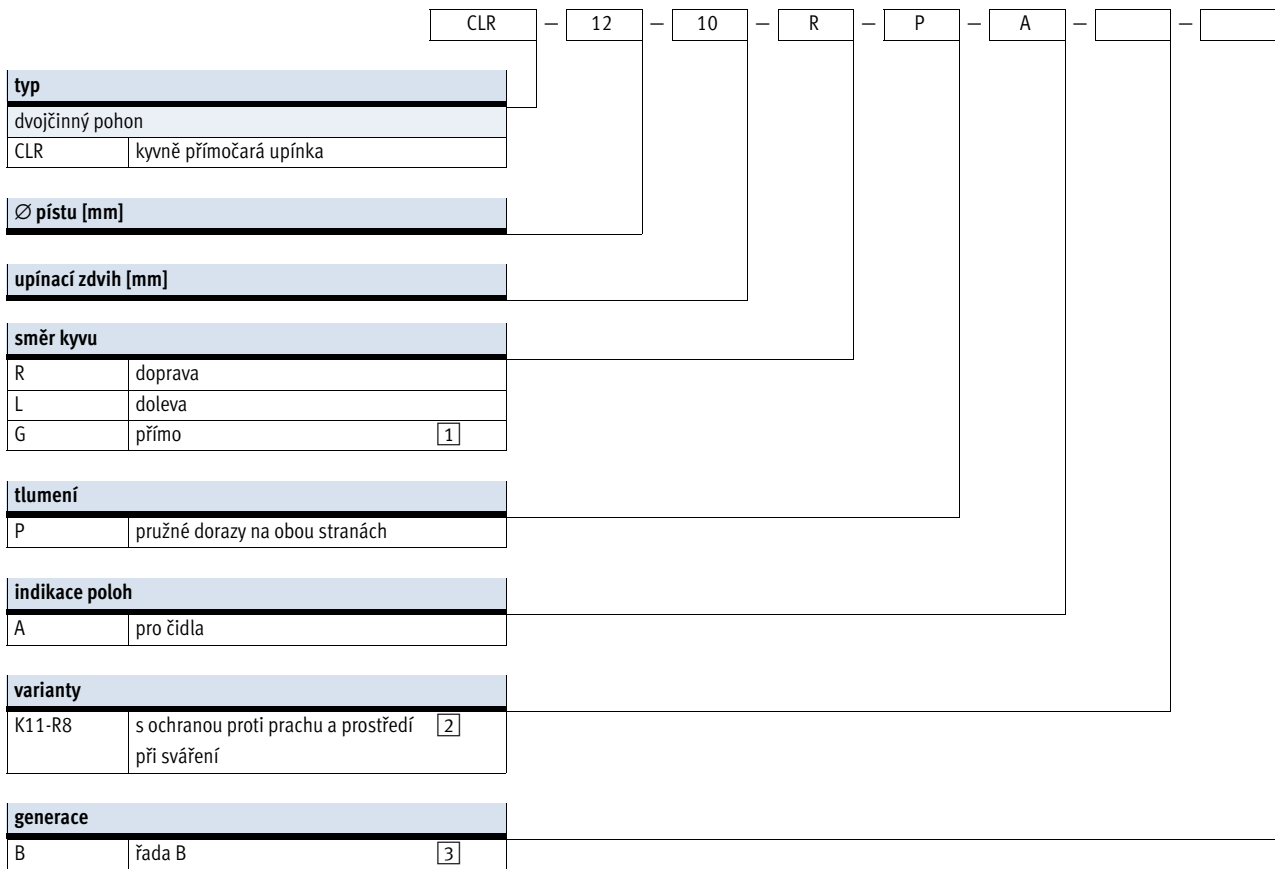 CLR – 12 – 10 – R – P – A – –
typ
dvojčinný pohon
CLR kyvně přímočará upínka
∅ pístu [mm]
upínací zdvih [mm]
směr kyvu
R doprava
L doleva
G přímo 1
tlumení
P pružné dorazy na obou stranách
indikace poloh
A pro čidla
varianty
K11-R8 s ochranou proti prachu a prostředí 2
při sváření
generace
B řada B 3